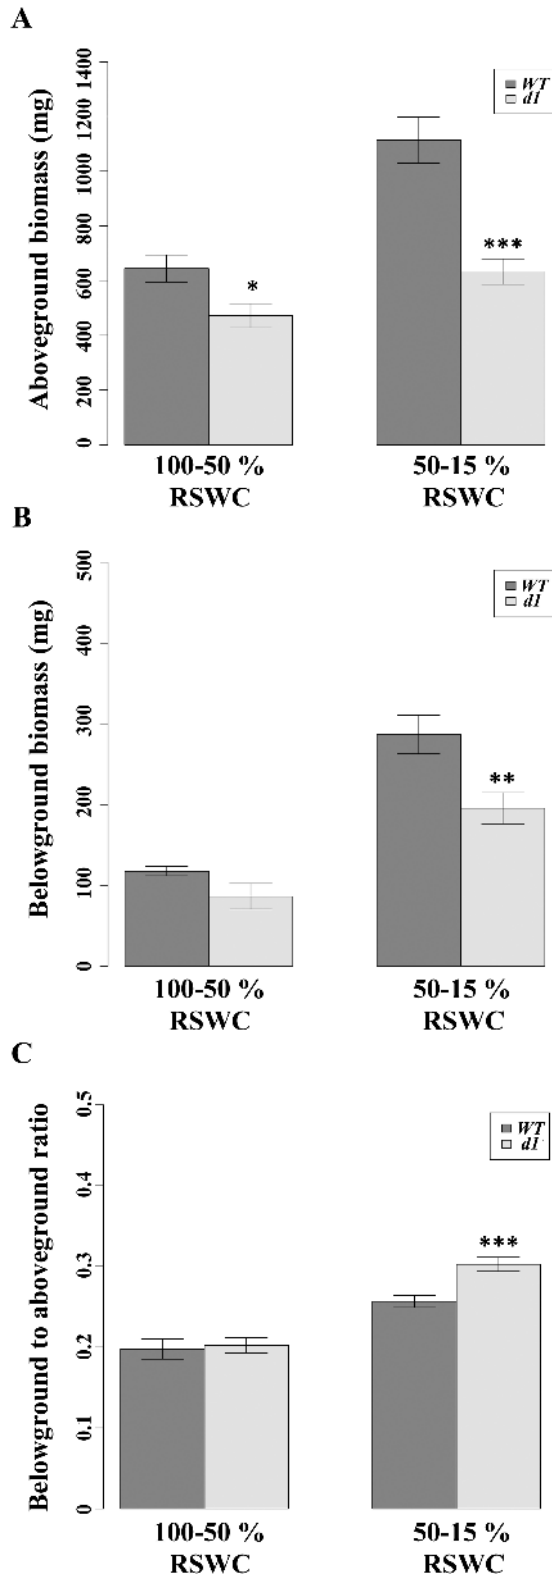 A
Aboveground biomass (mg)
1400
1200
1000
800
600
400
200
0
WT
d1
*
***
100-50 %
RSWC
50-15 %
RSWC
B
Belowground biomass (mg)
500
400
300
200
100
0
WT
d1
**
100-50 %
RSWC
50-15 %
RSWC
C
Belowground to aboveground ratio
0.5
0.4
0.3
0.2
0.1
0
WT
d1
***
100-50 %
RSWC
50-15 %
RSWC